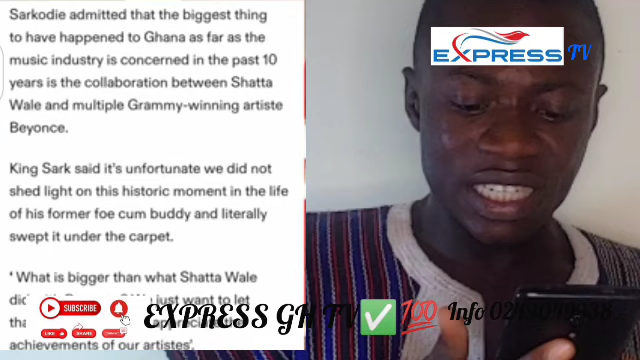 Sarkodie admitted that the biggest thing
to have happened to Ghana as far as the
music industry is concerned in the past 10
years is the collaboration between Shatta
Wale and multiple Grammy-winning artiste
Beyonce.
King Sark said it's unfortunate we did not
shed light on this historic moment in the life
of his former foe cum buddy and literally
swept it under the carpet.
‘ What is bigger than what Shatta Wale
just want to let
achievements of our artistes’.
EXPRESS TV
SUBSCRIBE
LIKE SHARE
EXPRESS GH TV✅💯 Info